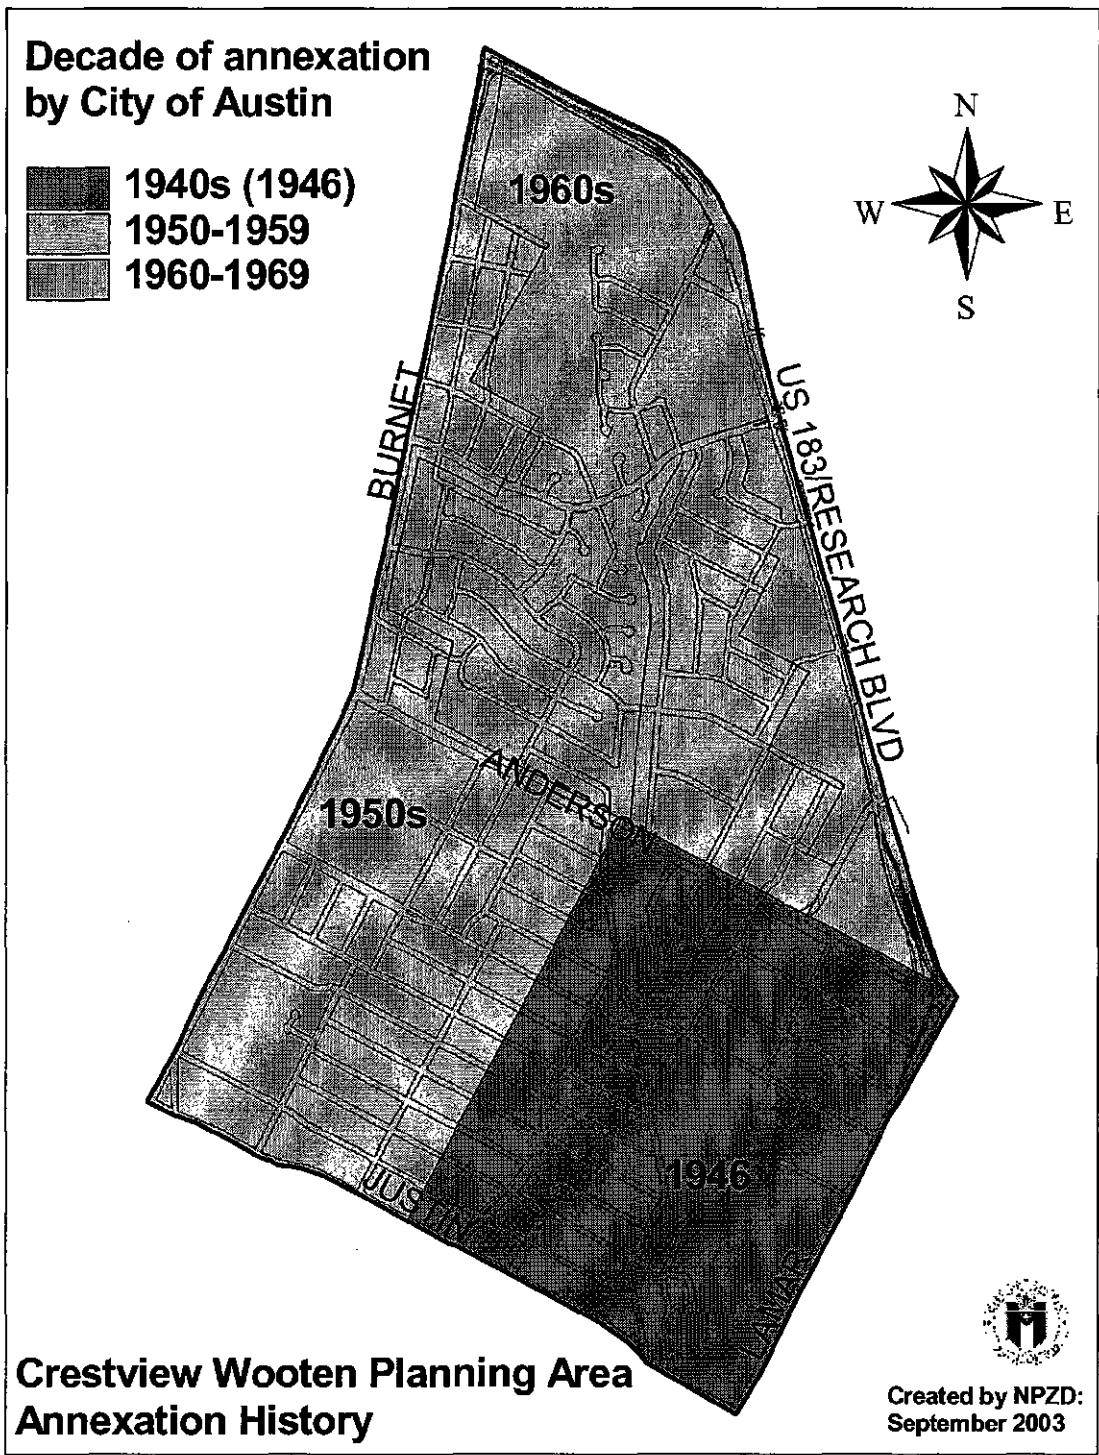 Decade of annexation
by City of Austin
1940s (1946)
1950-1959
1960-1969
N
W
E
S
1960s
BURNET
US 183/RESEARCH BLVD
ANDERSON
1950s
1946
JUSTIN
LAMAR
Crestview Wooten Planning Area
Annexation History
Created by NPZD:
September 2003